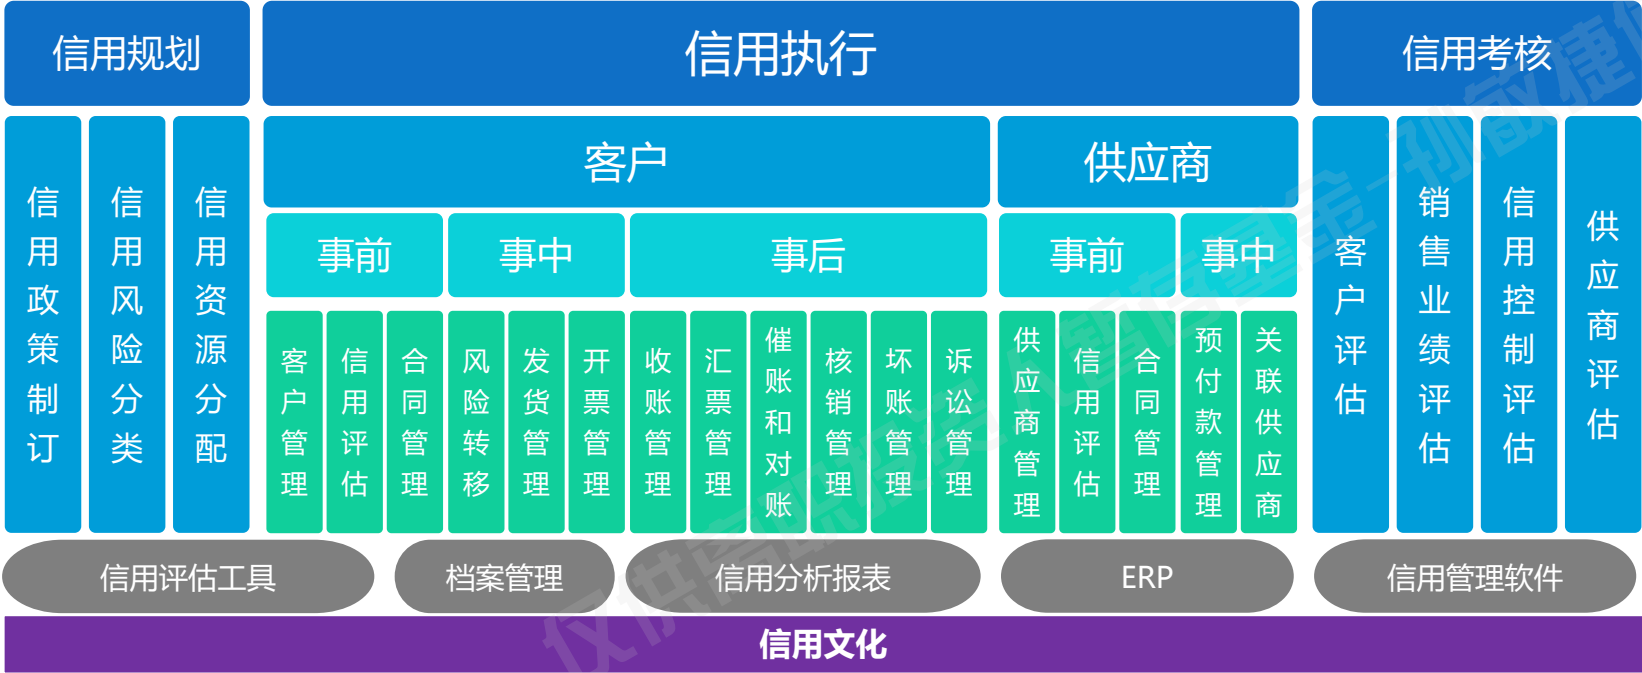 信用规划
信用执行
信用考核
信用政策制订
信用风险分类
信用资源分配
客户
供应商
事前
事中
事后
事前
事中
客户管理
信用评估
合同管理
风险转移
发货管理
开票管理
收账管理
汇票管理
催账和对账
核销管理
坏账管理
诉讼管理
供应商管理
信用评估
合同管理
预付款管理
关联供应商
客户评估
销售业绩评估
信用控制评估
供应商评估
信用评估工具
档案管理
信用分析报表
ERP
信用管理软件
信用文化